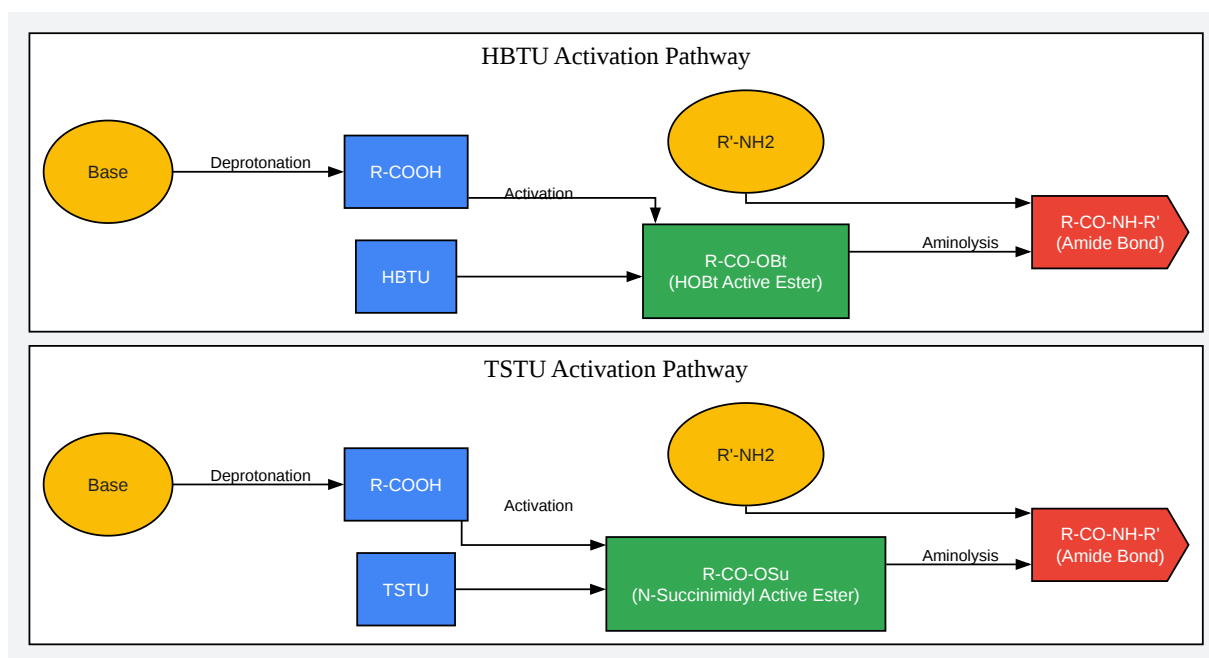 HBTU Activation Pathway
Base
Deprotonation
R-COOH
Activation
HBTU
R'-NH2
R-CO-OBt
(HOBt Active Ester)
Aminolysis
R-CO-NH-R'
(Amide Bond)
TSTU Activation Pathway
Base
Deprotonation
R-COOH
Activation
TSTU
R'-NH2
R-CO-OSu
(N-Succinimidyl Active Ester)
Aminolysis
R-CO-NH-R'
(Amide Bond)